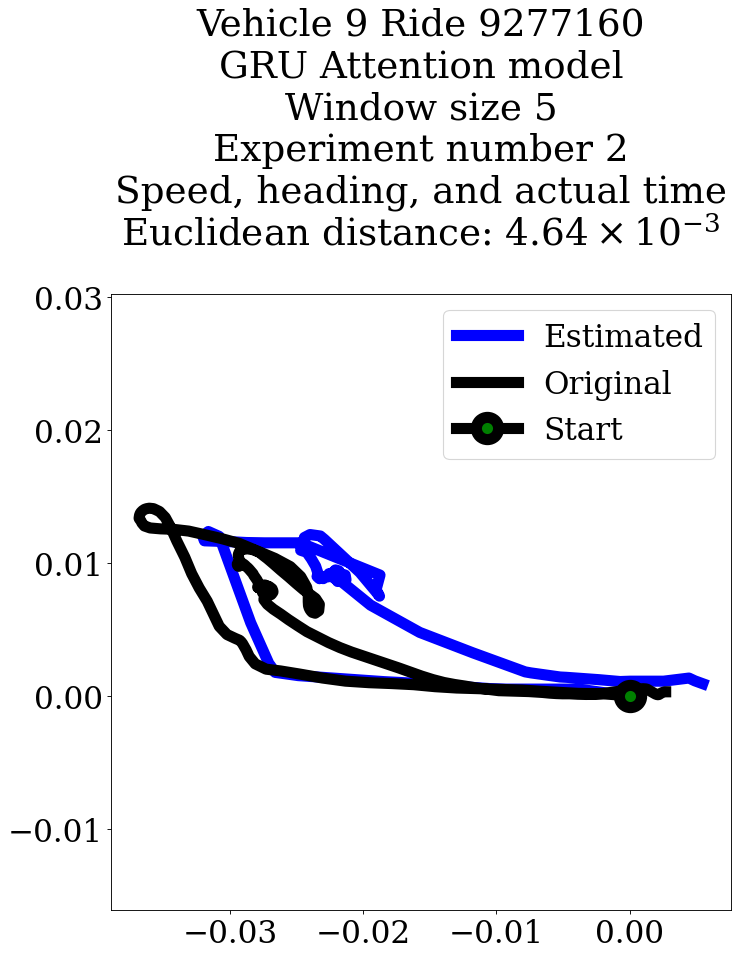 Vehicle 9 Ride 9277160
GRU Attention model
Window size 5
Experiment number 2
Speed, heading, and actual time
Euclidean distance: 4.64 × 10⁻³
0.03
0.02
0.01
0.00
−0.01
Estimated
Original
Start
−0.03 −0.02 −0.01 0.00